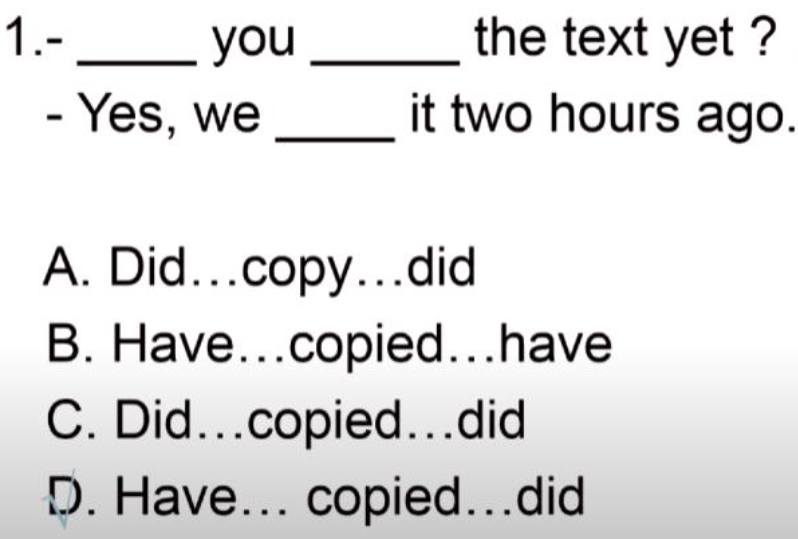 1.- _____ you ______ the text yet ?
- Yes, we _____ it two hours ago.
A. Did...copy...did
B. Have...copied...have
C. Did...copied...did
D. Have... copied...did